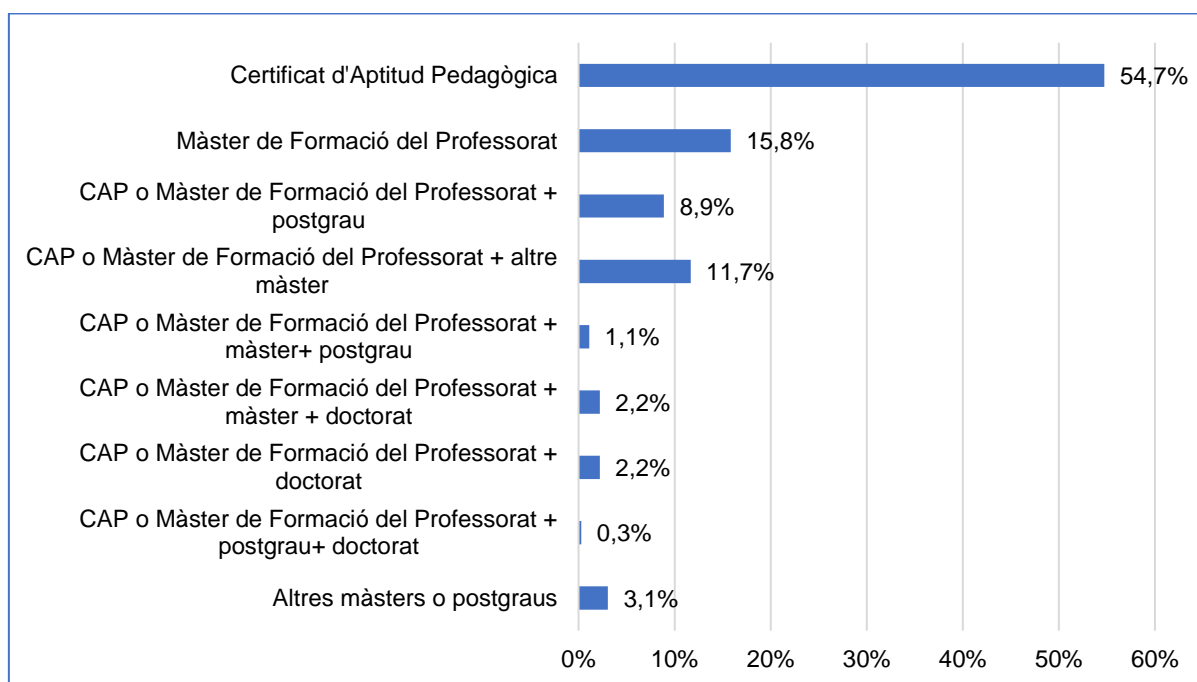 Certificat d'Aptitud Pedagògica
54,7%
Màster de Formació del Professorat
15,8%
CAP o Màster de Formació del Professorat +
postgrau
8,9%
CAP o Màster de Formació del Professorat + altre
màster
11,7%
CAP o Màster de Formació del Professorat +
màster+ postgrau
1,1%
CAP o Màster de Formació del Professorat +
màster + doctorat
2,2%
CAP o Màster de Formació del Professorat +
doctorat
2,2%
CAP o Màster de Formació del Professorat +
postgrau+ doctorat
0,3%
Altres màsters o postgraus
3,1%
0% 10% 20% 30% 40% 50% 60%